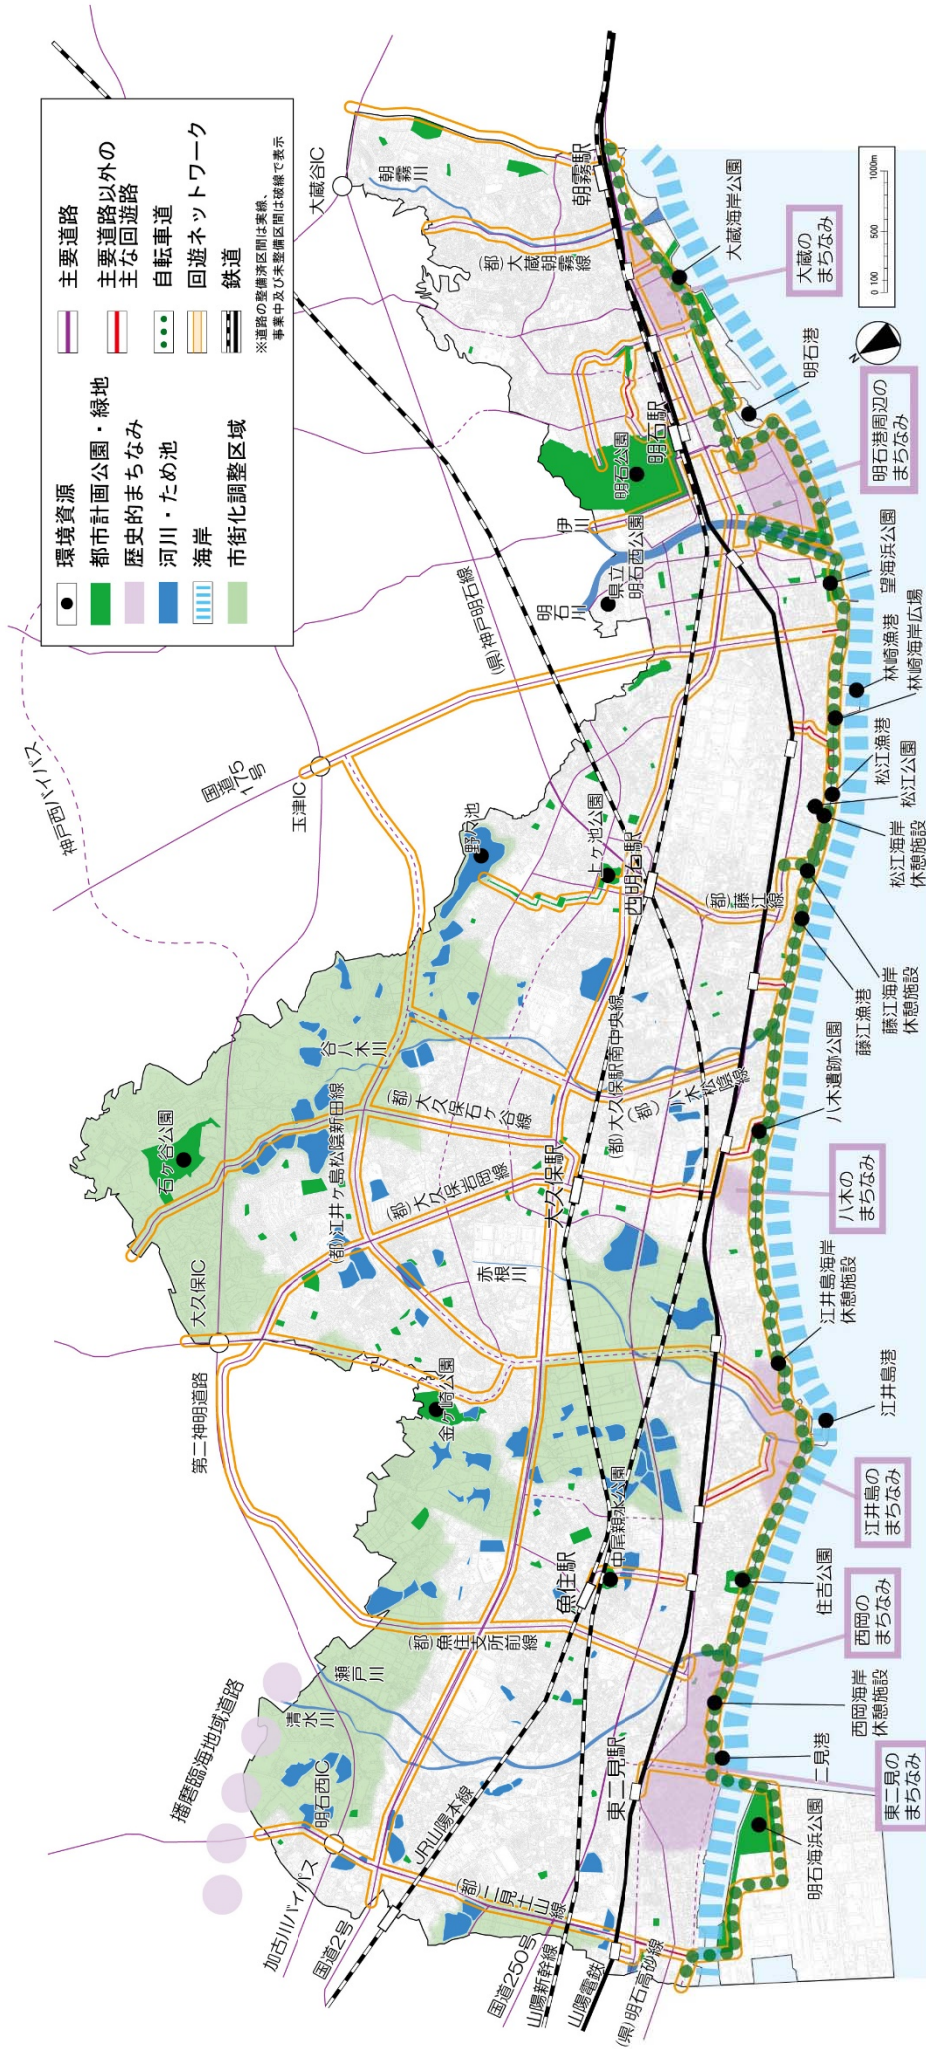 環境資源
都市計画公園・緑地
歴史的まちなみ
河川・ため池
海岸
市街化調整区域
主要道路
主要道路以外の
主な回遊路
自転車道
回遊ネットワーク
鉄道
※道路の整備済区間は実線、
事業中及び未整備区間は破線で表示
神戸西バイパス
国道175号
玉津IC
(県)神戸明石線
大蔵谷IC
朝霧川
(都)大蔵朝霧線
朝霧駅
明石公園
明石駅
伊川
明石川
県立
明石西公園
野々池
上ヶ池公園
西明石駅
(都)藤江線
谷八木川
石ヶ谷公園
(都)江井ヶ島松陰新田線
(都)大久保石ヶ谷線
(都)大久保岩岡線
大久保駅
(都)大久保駅南中央線
(都)八木松陰線
赤根川
大久保IC
第二神明道路
金ヶ崎公園
中尾親水公園
魚住駅
(都)魚住支所前線
瀬戸川
清水川
播磨臨海地域道路
明石西IC
JR山陽本線
東二見駅
(都)二見土山線
加古川バイパス
国道2号
国道250号
山陽新幹線
山陽電鉄
(県)明石高砂線
大蔵海岸公園
大蔵の
まちなみ
明石港
明石港周辺の
まちなみ
望海浜公園
林崎漁港
林崎海岸広場
松江漁港
松江公園
松江海岸
休憩施設
藤江海岸
休憩施設
藤江漁港
八木遺跡公園
八木の
まちなみ
江井島海岸
休憩施設
江井島港
江井島の
まちなみ
住吉公園
西岡の
まちなみ
西岡海岸
休憩施設
二見港
東二見の
まちなみ
明石海浜公園
N
0 100 500 1000m